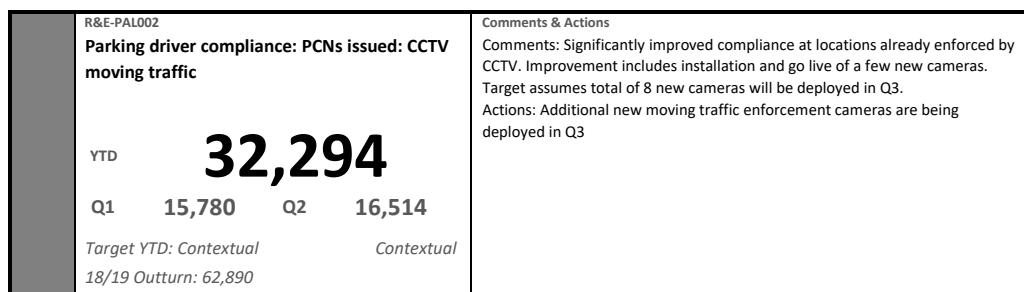 R&E-PAL002
Parking driver compliance: PCNs issued: CCTV
moving traffic
YTD 32,294
Q1 15,780 Q2 16,514
Target YTD: Contextual Contextual
18/19 Outturn: 62,890
Comments & Actions
Comments: Significantly improved compliance at locations already enforced by
CCTV. Improvement includes installation and go live of a few new cameras.
Target assumes total of 8 new cameras will be deployed in Q3.
Actions: Additional new moving traffic enforcement cameras are being
deployed in Q3